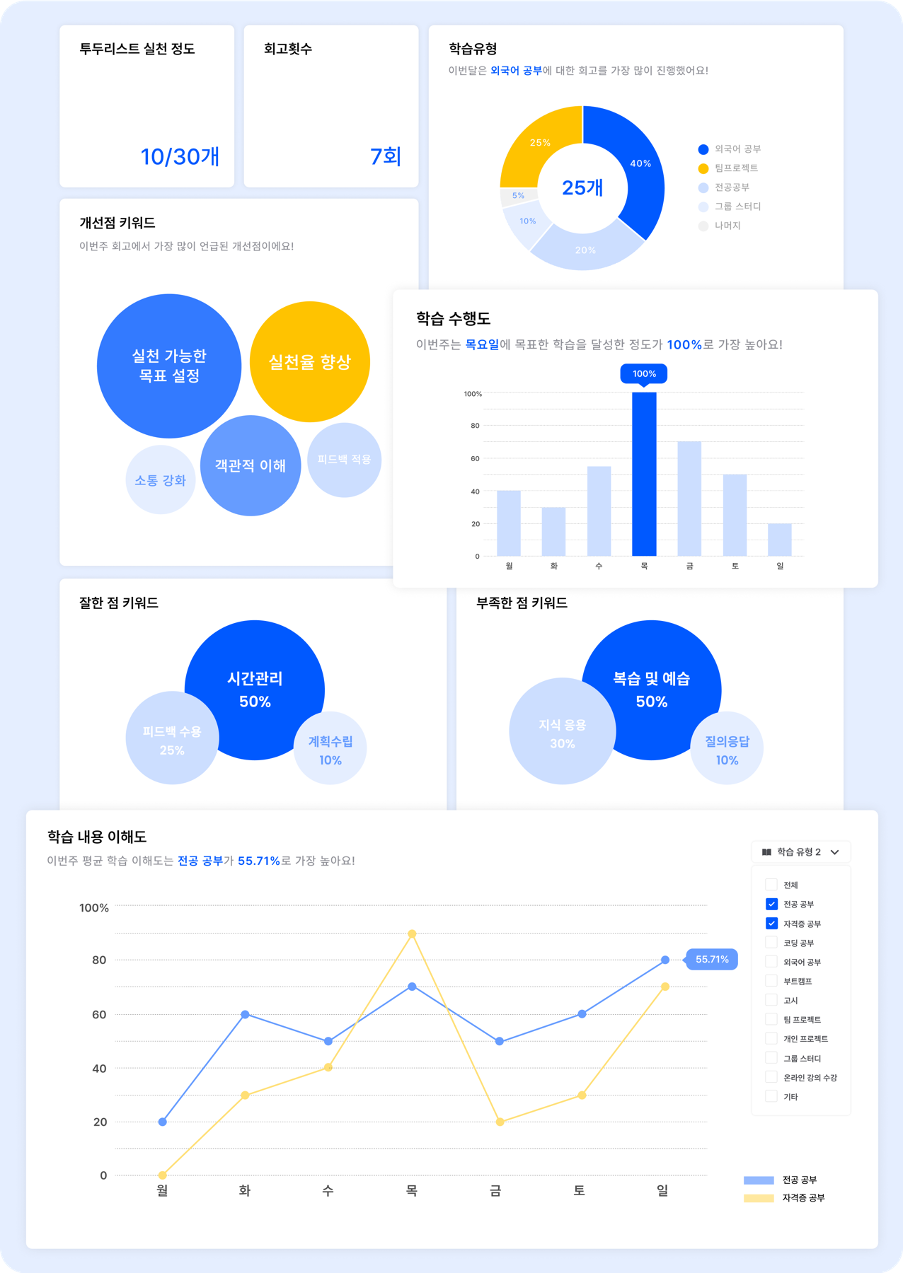 투두리스트 실천 정도
10/30개
회고횟수
7회
학습유형
이번달은 외국어 공부에 대한 회고를 가장 많이 진행했어요!
25%
40%
5%
10%
20%
25개
외국어 공부
팀프로젝트
전공공부
그룹 스터디
나머지
개선점 키워드
이번주 회고에서 가장 많이 언급된 개선점이에요!
실천 가능한
목표 설정
실천율 향상
객관적 이해
피드백 적응
소통 강화
학습 수행도
이번주는 목요일에 목표한 학습을 달성한 정도가 100%로 가장 높아요!
100%
100%
80
60
40
20
0
월 화 수 목 금 토 일
잘한 점 키워드
시간관리
50%
피드백 수용
25%
계획수립
10%
부족한 점 키워드
복습 및 예습
50%
지식 응용
30%
질의응답
10%
학습 내용 이해도
이번주 평균 학습 이해도는 전공 공부가 55.71%로 가장 높아요!
100%
80
60
40
20
0
월 화 수 목 금 토 일
55.71%
학습 유형 2
전체
전공 공부
자격증 공부
코딩 공부
외국어 공부
부트캠프
고시
팀 프로젝트
개인 프로젝트
그룹 스터디
온라인 강의 수강
기타
전공 공부
자격증 공부